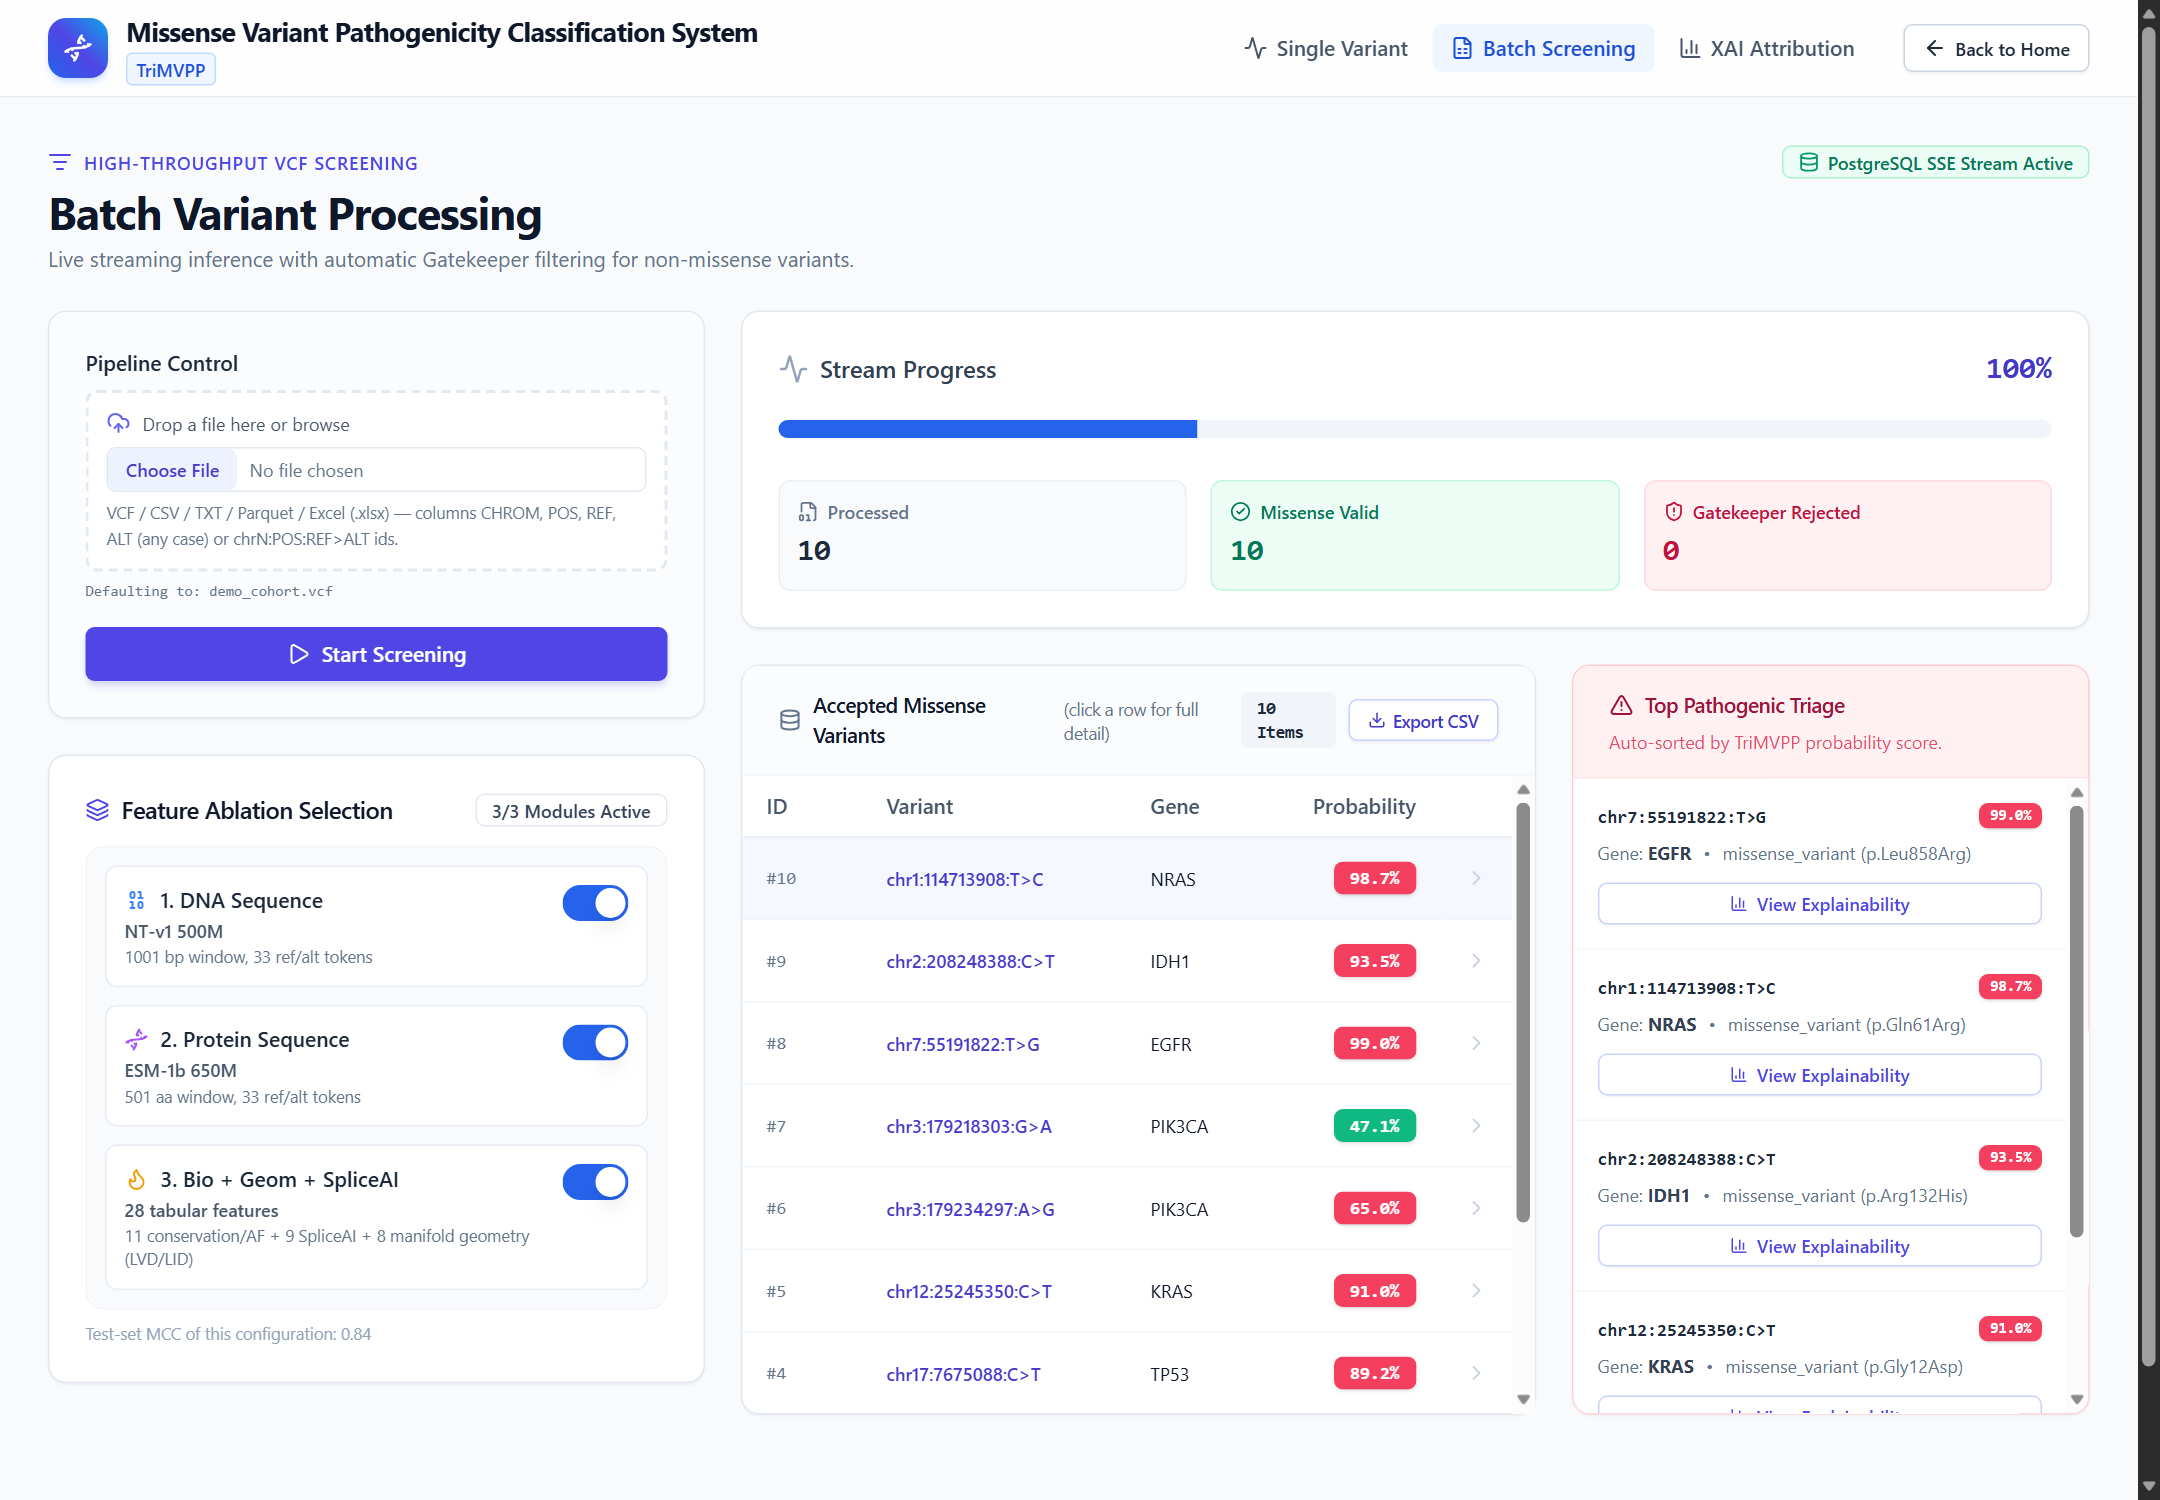 Missense Variant Pathogenicity Classification System
TriMVPP
Single Variant
Batch Screening
XAI Attribution
Back to Home
HIGH-THROUGHPUT VCF SCREENING
PostgreSQL SSE Stream Active
Batch Variant Processing
Live streaming inference with automatic Gatekeeper filtering for non-missense variants.
Pipeline Control
Drop a file here or browse
Choose File No file chosen
VCF / CSV / TXT / Parquet / Excel (.xlsx) — columns CHROM, POS, REF,
ALT (any case) or chrN:POS:REF>ALT ids.
Defaulting to: demo_cohort.vcf
Start Screening
Feature Ablation Selection
3/3 Modules Active
1. DNA Sequence
NT-v1 500M
1001 bp window, 33 ref/alt tokens
2. Protein Sequence
ESM-1b 650M
501 aa window, 33 ref/alt tokens
3. Bio + Geom + SpliceAI
28 tabular features
11 conservation/AF + 9 SpliceAI + 8 manifold geometry
(LVD/LID)
Test-set MCC of this configuration: 0.84
Stream Progress
100%
Processed
10
Missense Valid
10
Gatekeeper Rejected
0
Accepted Missense
Variants
(click a row for full
detail)
10
Items
Export CSV
ID Variant Gene Probability
#10 chr1:114713908:T>C NRAS 98.7%
#9 chr2:208248388:C>T IDH1 93.5%
#8 chr7:55191822:T>G EGFR 99.0%
#7 chr3:179218303:G>A PIK3CA 47.1%
#6 chr3:179234297:A>G PIK3CA 65.0%
#5 chr12:25245350:C>T KRAS 91.0%
#4 chr17:7675088:C>T TP53 89.2%
Top Pathogenic Triage
Auto-sorted by TriMVPP probability score.
chr7:55191822:T>G 99.0%
Gene: EGFR • missense_variant (p.Leu858Arg)
View Explainability
chr1:114713908:T>C 98.7%
Gene: NRAS • missense_variant (p.Gln61Arg)
View Explainability
chr2:208248388:C>T 93.5%
Gene: IDH1 • missense_variant (p.Arg132His)
View Explainability
chr12:25245350:C>T 91.0%
Gene: KRAS • missense_variant (p.Gly12Asp)